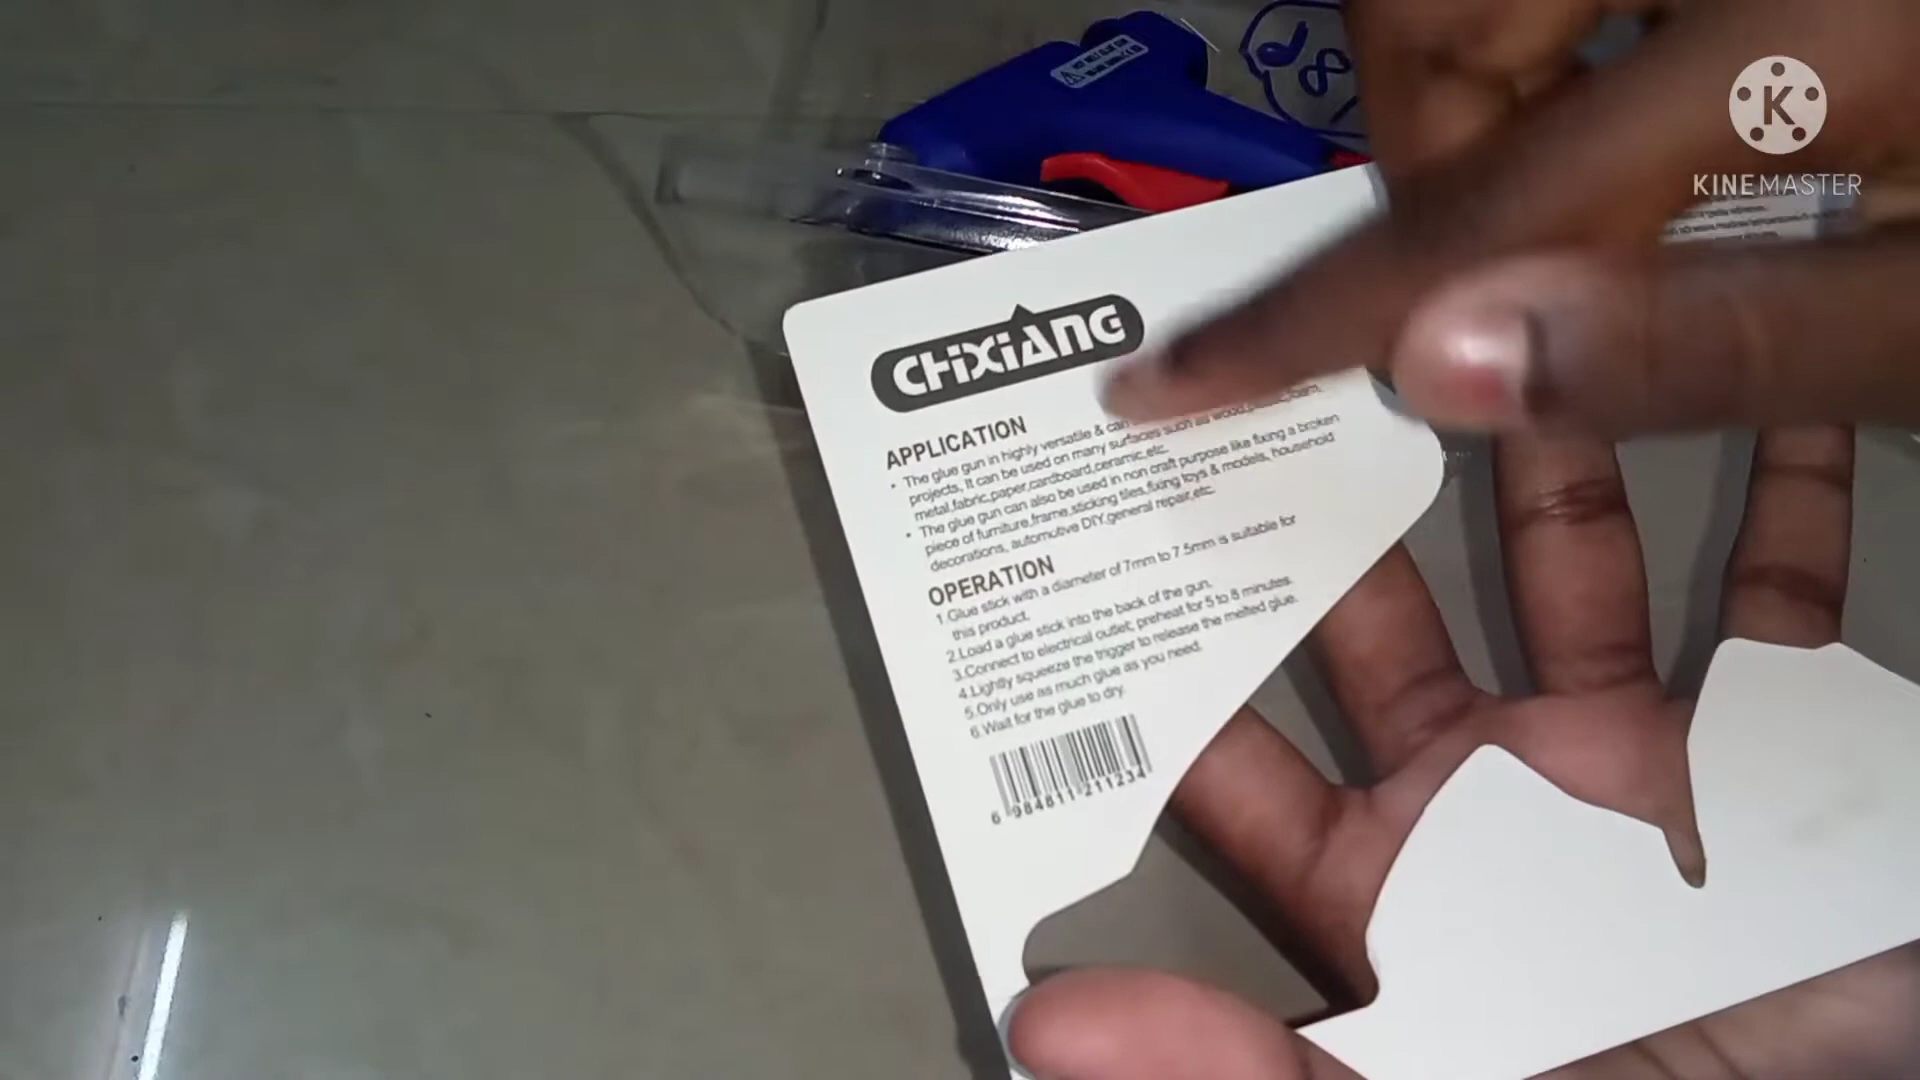 KINEMASTER
CHiXiANG
APPLICATION
• The glue gun in highly versatile & can
projects, It can be used on many surfaces such as wood,plastic,foam,
metal,fabric,paper,cardboard,ceramic,etc.
• The glue gun can also be used in non craft purpose like fixing a broken
piece of furniture,frame,sticking tiles,fixing toys & models, household
decorations, automotive DIY,general repair,etc.
OPERATION
1.Glue stick with a diameter of 7mm to 7.5mm is suitable for
this product.
2.Load a glue stick into the back of the gun.
3.Connect to electrical outlet, preheat for 5 to 8 minutes.
4.Lightly squeeze the trigger to release the melted glue.
5.Only use as much glue as you need.
6.Wait for the glue to dry.
6 984811 211234